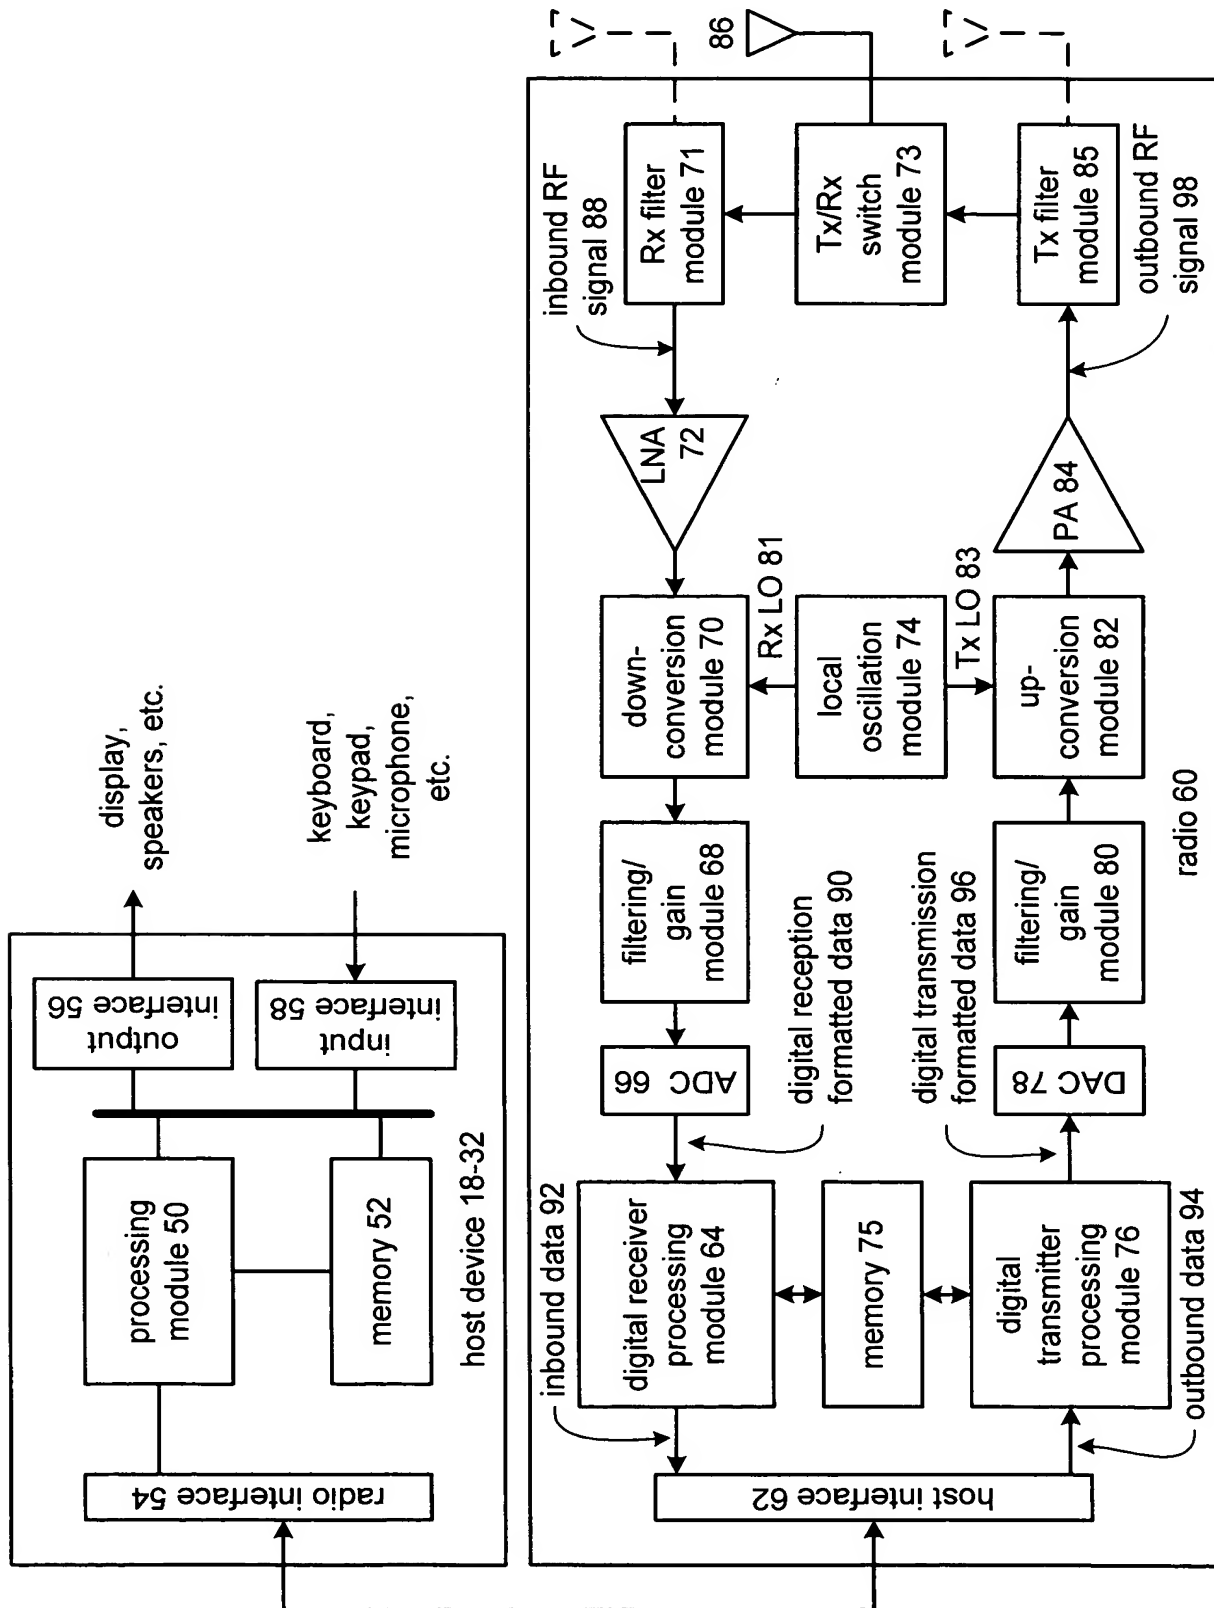 radio interface 54
processing
module 50
memory 52
output
interface 56
input
interface 58
display,
speakers, etc.
keyboard,
keypad,
microphone,
etc.
host device 18-32
host interface 62
inbound data 92
digital receiver
processing
module 64
ADC 66
digital reception
formatted data 90
filtering/
gain
module 68
down-
conversion
module 70
LNA
72
inbound RF
signal 88
Rx filter
module 71
memory 75
Rx LO 81
local
oscillation
module 74
Tx LO 83
Tx/Rx
switch
module 73
86
digital
transmitter
processing
module 76
outbound data 94
digital transmission
formatted data 96
DAC 78
filtering/
gain
module 80
up-
conversion
module 82
PA 84
Tx filter
module 85
outbound RF
signal 98
radio 60